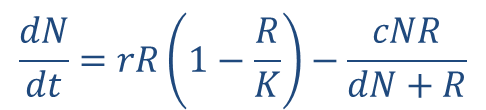 dN/dt = rR(1 − R/K) − cNR/(dN + R)